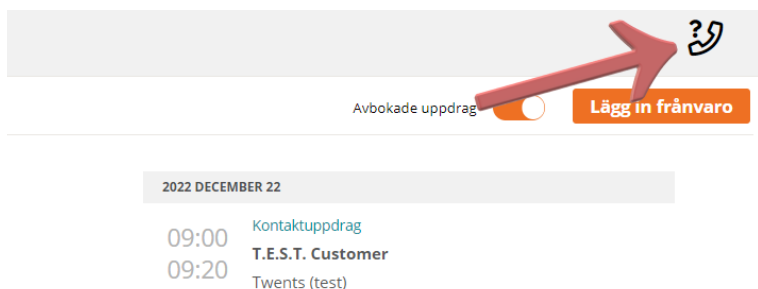 Avbokade uppdrag
Lägg in frånvaro
2022 DECEMBER 22
09:00
Kontaktuppdrag
T.E.S.T. Customer
09:20
Twents (test)